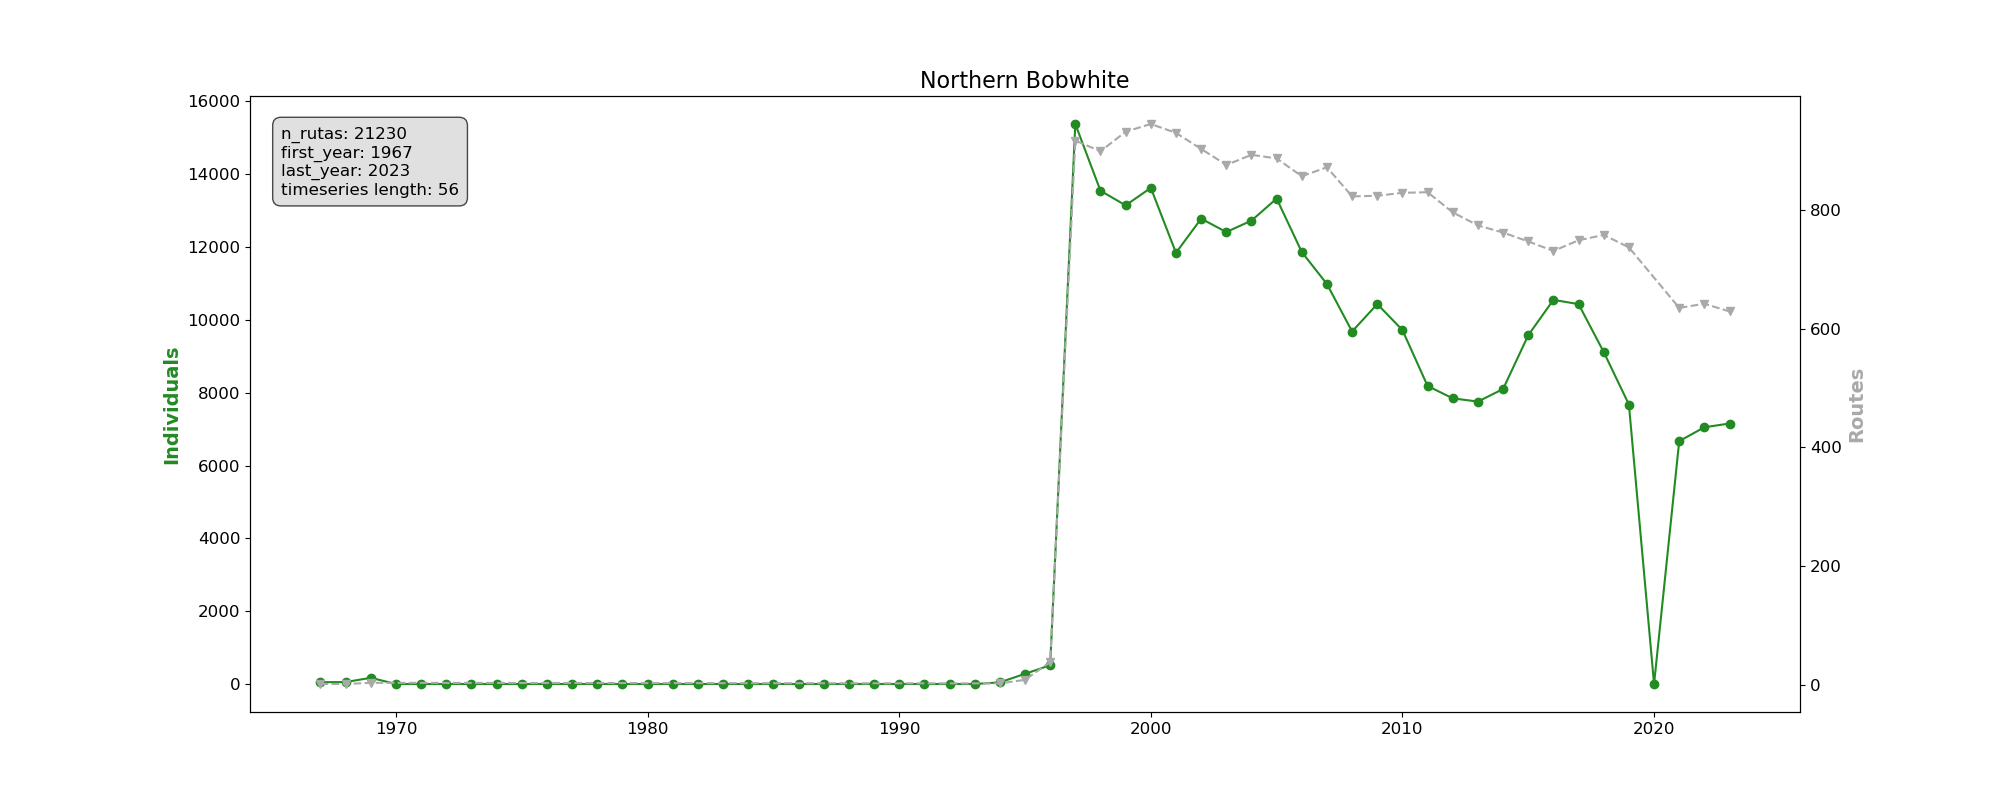 Northern Bobwhite
n_rutas: 21230
first_year: 1967
last_year: 2023
timeseries length: 56
Individuals
16000
14000
12000
10000
8000
6000
4000
2000
0
800
600
400
200
0
Routes
1970 1980 1990 2000 2010 2020